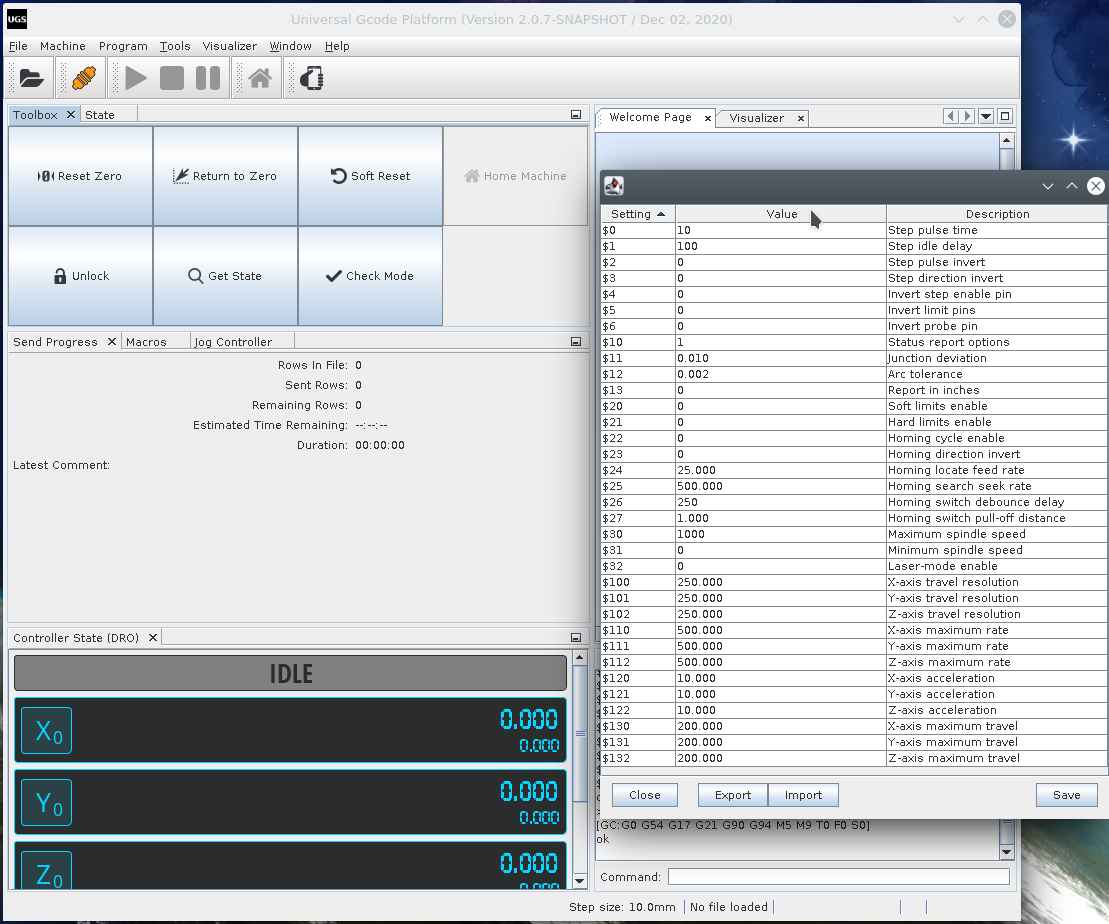 UGS
Universal Gcode Platform (Version 2.0.7-SNAPSHOT / Dec 02, 2020)
File Machine Program Tools Visualizer Window Help
Toolbox State
Reset Zero Return to Zero Soft Reset Home Machine
Unlock Get State Check Mode
Send Progress Macros Jog Controller
Rows In File: 0
Sent Rows: 0
Remaining Rows: 0
Estimated Time Remaining: --:--:--
Duration: 00:00:00
Latest Comment:
Controller State (DRO)
IDLE
X0 0.000
0.000
Y0 0.000
0.000
Z0 0.000
0.000
Welcome Page Visualizer
Setting Value Description
$0 10 Step pulse time
$1 100 Step idle delay
$2 0 Step pulse invert
$3 0 Step direction invert
$4 0 Invert step enable pin
$5 0 Invert limit pins
$6 0 Invert probe pin
$10 1 Status report options
$11 0.010 Junction deviation
$12 0.002 Arc tolerance
$13 0 Report in inches
$20 0 Soft limits enable
$21 0 Hard limits enable
$22 0 Homing cycle enable
$23 0 Homing direction invert
$24 25.000 Homing locate feed rate
$25 500.000 Homing search seek rate
$26 250 Homing switch debounce delay
$27 1.000 Homing switch pull-off distance
$30 1000 Maximum spindle speed
$31 0 Minimum spindle speed
$32 0 Laser-mode enable
$100 250.000 X-axis travel resolution
$101 250.000 Y-axis travel resolution
$102 250.000 Z-axis travel resolution
$110 500.000 X-axis maximum rate
$111 500.000 Y-axis maximum rate
$112 500.000 Z-axis maximum rate
$120 10.000 X-axis acceleration
$121 10.000 Y-axis acceleration
$122 10.000 Z-axis acceleration
$130 200.000 X-axis maximum travel
$131 200.000 Y-axis maximum travel
$132 200.000 Z-axis maximum travel
Close Export Import Save
[GC:G0 G54 G17 G21 G90 G94 M5 M9 T0 F0 S0]
ok
Command:
Step size: 10.0mm No file loaded